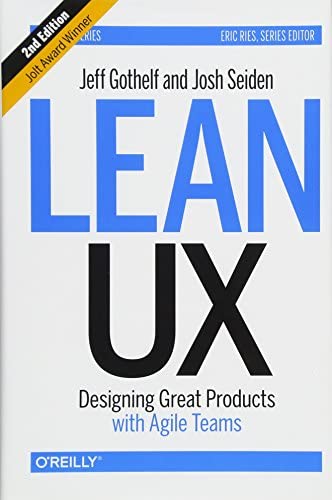 2nd Edition
Jolt Award Winner
SERIES
ERIC RIES, SERIES EDITOR
Jeff Gothelf and Josh Seiden
LEAN
UX
Designing Great Products
with Agile Teams
O'REILLY®